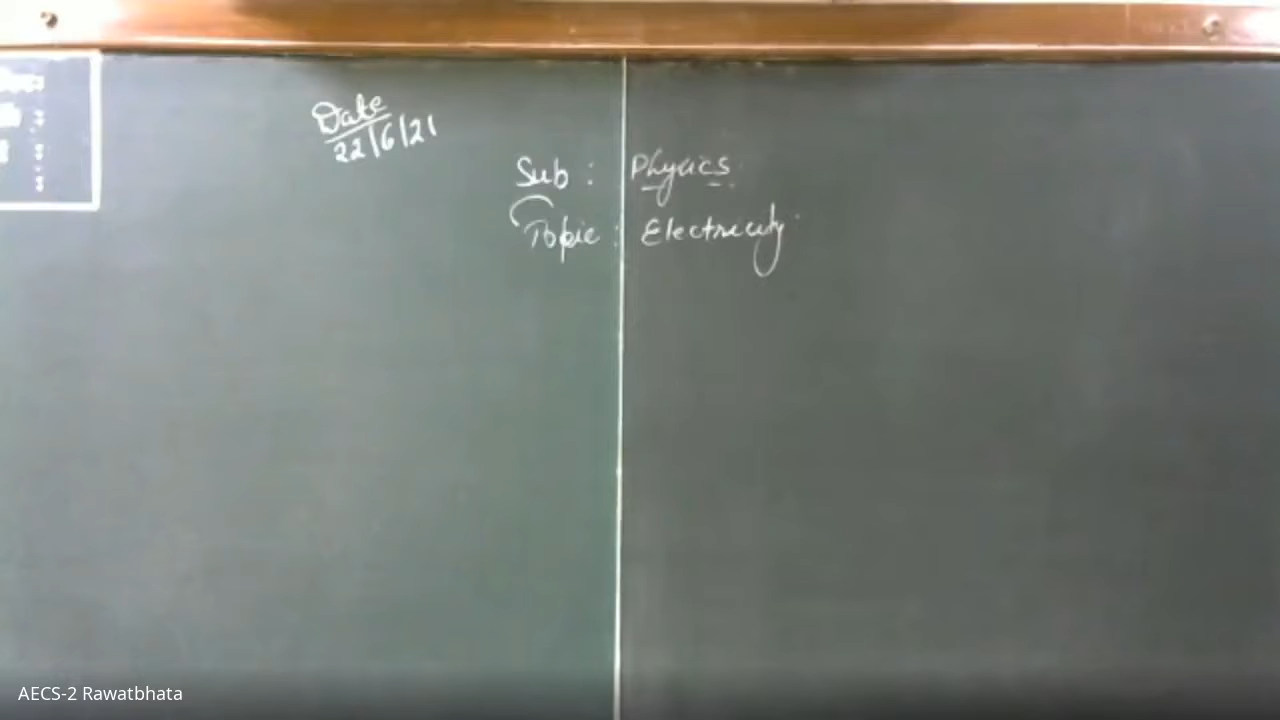 Date
22/6/21
Sub : Physics
Topic : Electricity
AECS-2 Rawatbhata